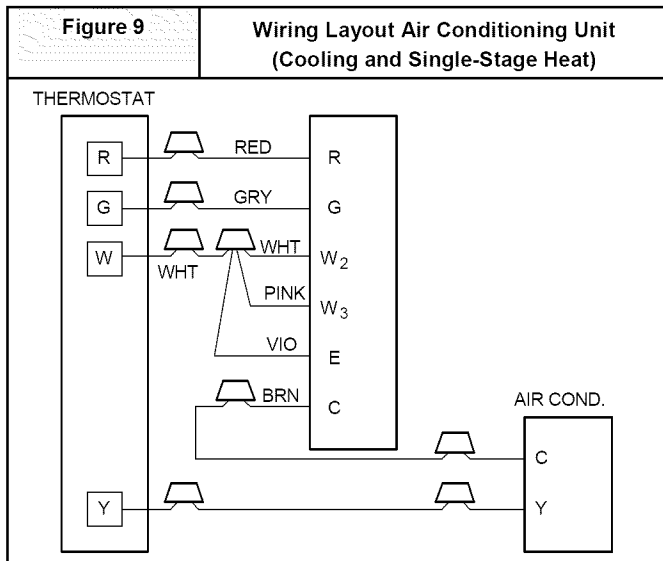 Figure 9
Wiring Layout Air Conditioning Unit
(Cooling and Single-Stage Heat)
THERMOSTAT
R
RED
R
G
GRY
G
W
WHT
WHT
W2
PINK
W3
VIO
E
BRN
C
AIR COND.
C
Y
Y